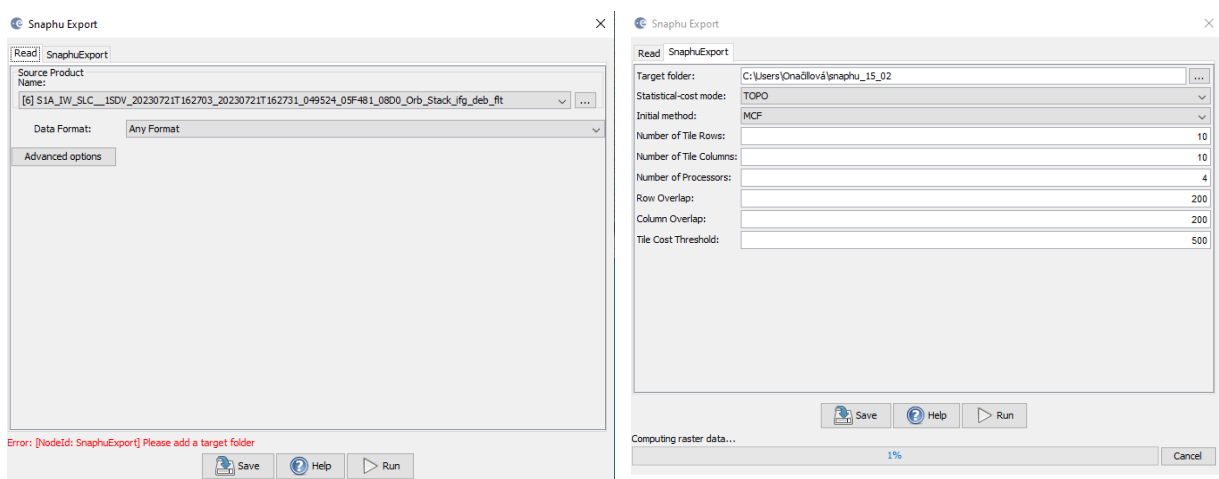 Snaphu Export
Read SnaphuExport
Source Product
Name:
[6] S1A_IW_SLC__1SDV_20230721T162703_20230721T162731_049524_05F481_08D0_Orb_Stack_ifg_deb_flt ...
Data Format: Any Format
Advanced options
Error: [NodeId: SnaphuExport] Please add a target folder
Save Help Run
Snaphu Export
Read SnaphuExport
Target folder: C:\Users\Onačillová\snaphu_15_02 ...
Statistical-cost mode: TOPO
Initial method: MCF
Number of Tile Rows: 10
Number of Tile Columns: 10
Number of Processors: 4
Row Overlap: 200
Column Overlap: 200
Tile Cost Threshold: 500
Save Help Run
Computing raster data...
1% Cancel